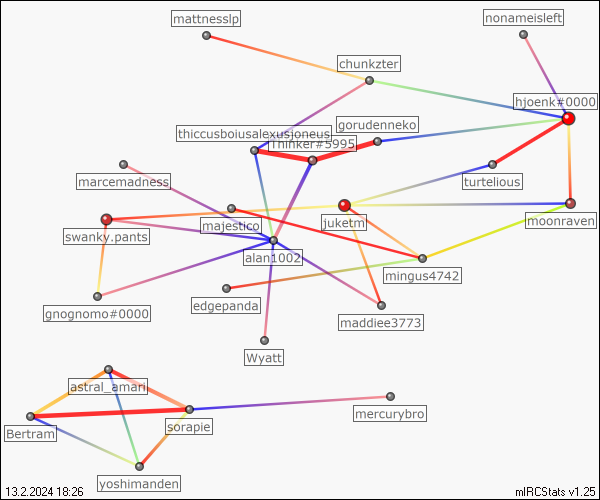 mattnesslp
nonameisleft
chunkzter
hjoenk#0000
gorudenneko
thiccusboiusalexusjoneus
Thinker#5995
marcemadness
turtelious
majestico
juketm
moonraven
swanky.pants
alan1002
mingus4742
edgepanda
gnognomo#0000
maddiee3773
Wyatt
astral_amari
mercurybro
sorapie
Bertram
yoshimanden
13.2.2024 18:26
mIRCStats v1.25